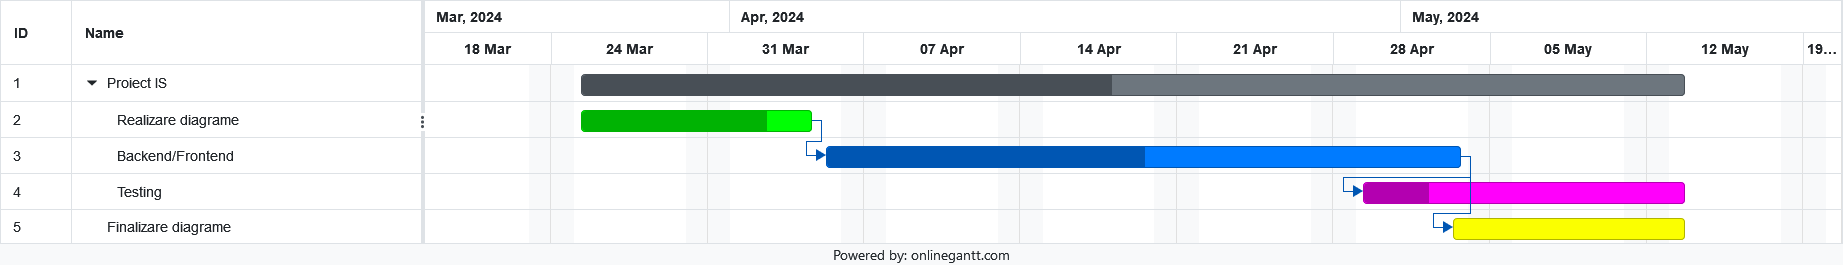 ID Name Mar, 2024 Apr, 2024 May, 2024
18 Mar 24 Mar 31 Mar 07 Apr 14 Apr 21 Apr 28 Apr 05 May 12 May 19...
1 Project IS
2 Realizare diagrame
3 Backend/Frontend
4 Testing
5 Finalizare diagrame
Powered by: onlinegantt.com